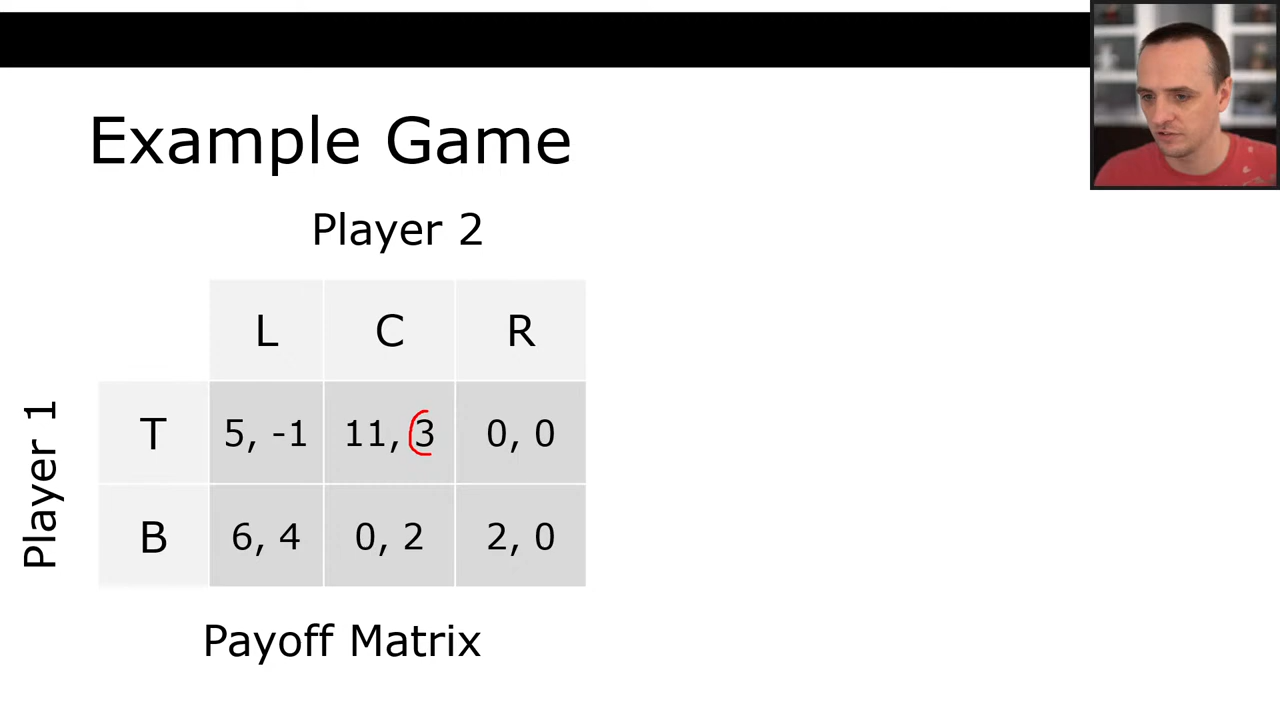 Example Game
Player 2
L C R
Player 1
T 5, -1 11, 3 0, 0
B 6, 4 0, 2 2, 0
Payoff Matrix